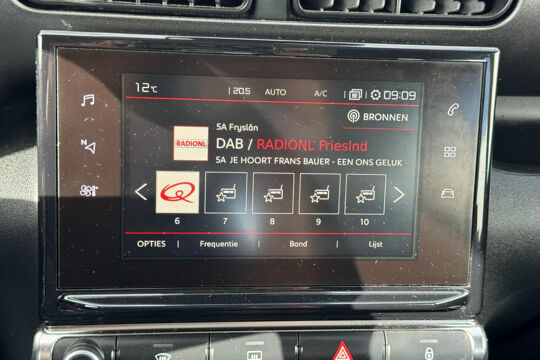 12°C 20.5 AUTO A/C 09:09
BRONNEN
5A Fryslân
RADIONL DAB / RADIONL FriesInd
5A JE HOORT FRANS BAUER - EEN ONS GELUK
Q
6 7 8 9 10
OPTIES Frequentie Band Lijst